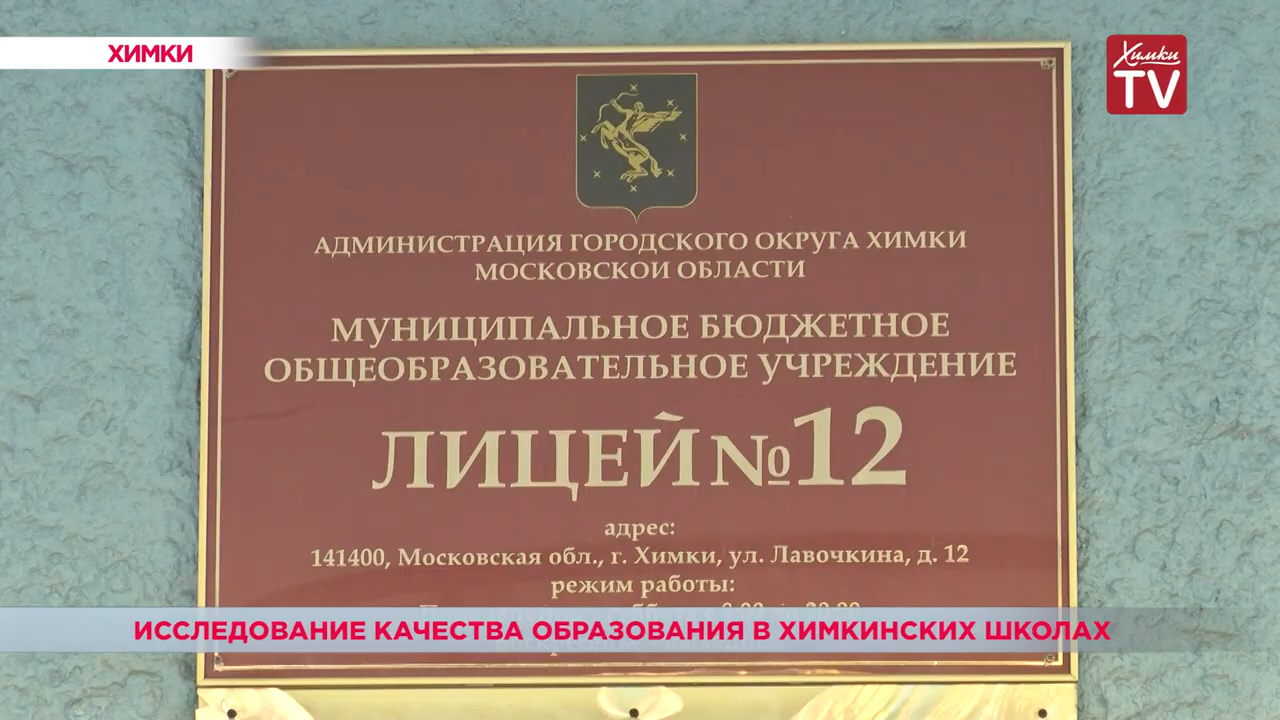 ХИМКИ
Химки
TV
АДМИНИСТРАЦИЯ ГОРОДСКОГО ОКРУГА ХИМКИ
МОСКОВСКОИ ОБЛАСТИ
МУНИЦИПАЛЬНОЕ БЮДЖЕТНОЕ
ОБЩЕОБРАЗОВАТЕЛЬНОЕ УЧРЕЖДЕНИЕ
ЛИЦЕЙ №12
адрес:
141400, Московская обл., г. Химки, ул. Лавочкина, д. 12
режим работы:
ИССЛЕДОВАНИЕ КАЧЕСТВА ОБРАЗОВАНИЯ В ХИМКИНСКИХ ШКОЛАХ